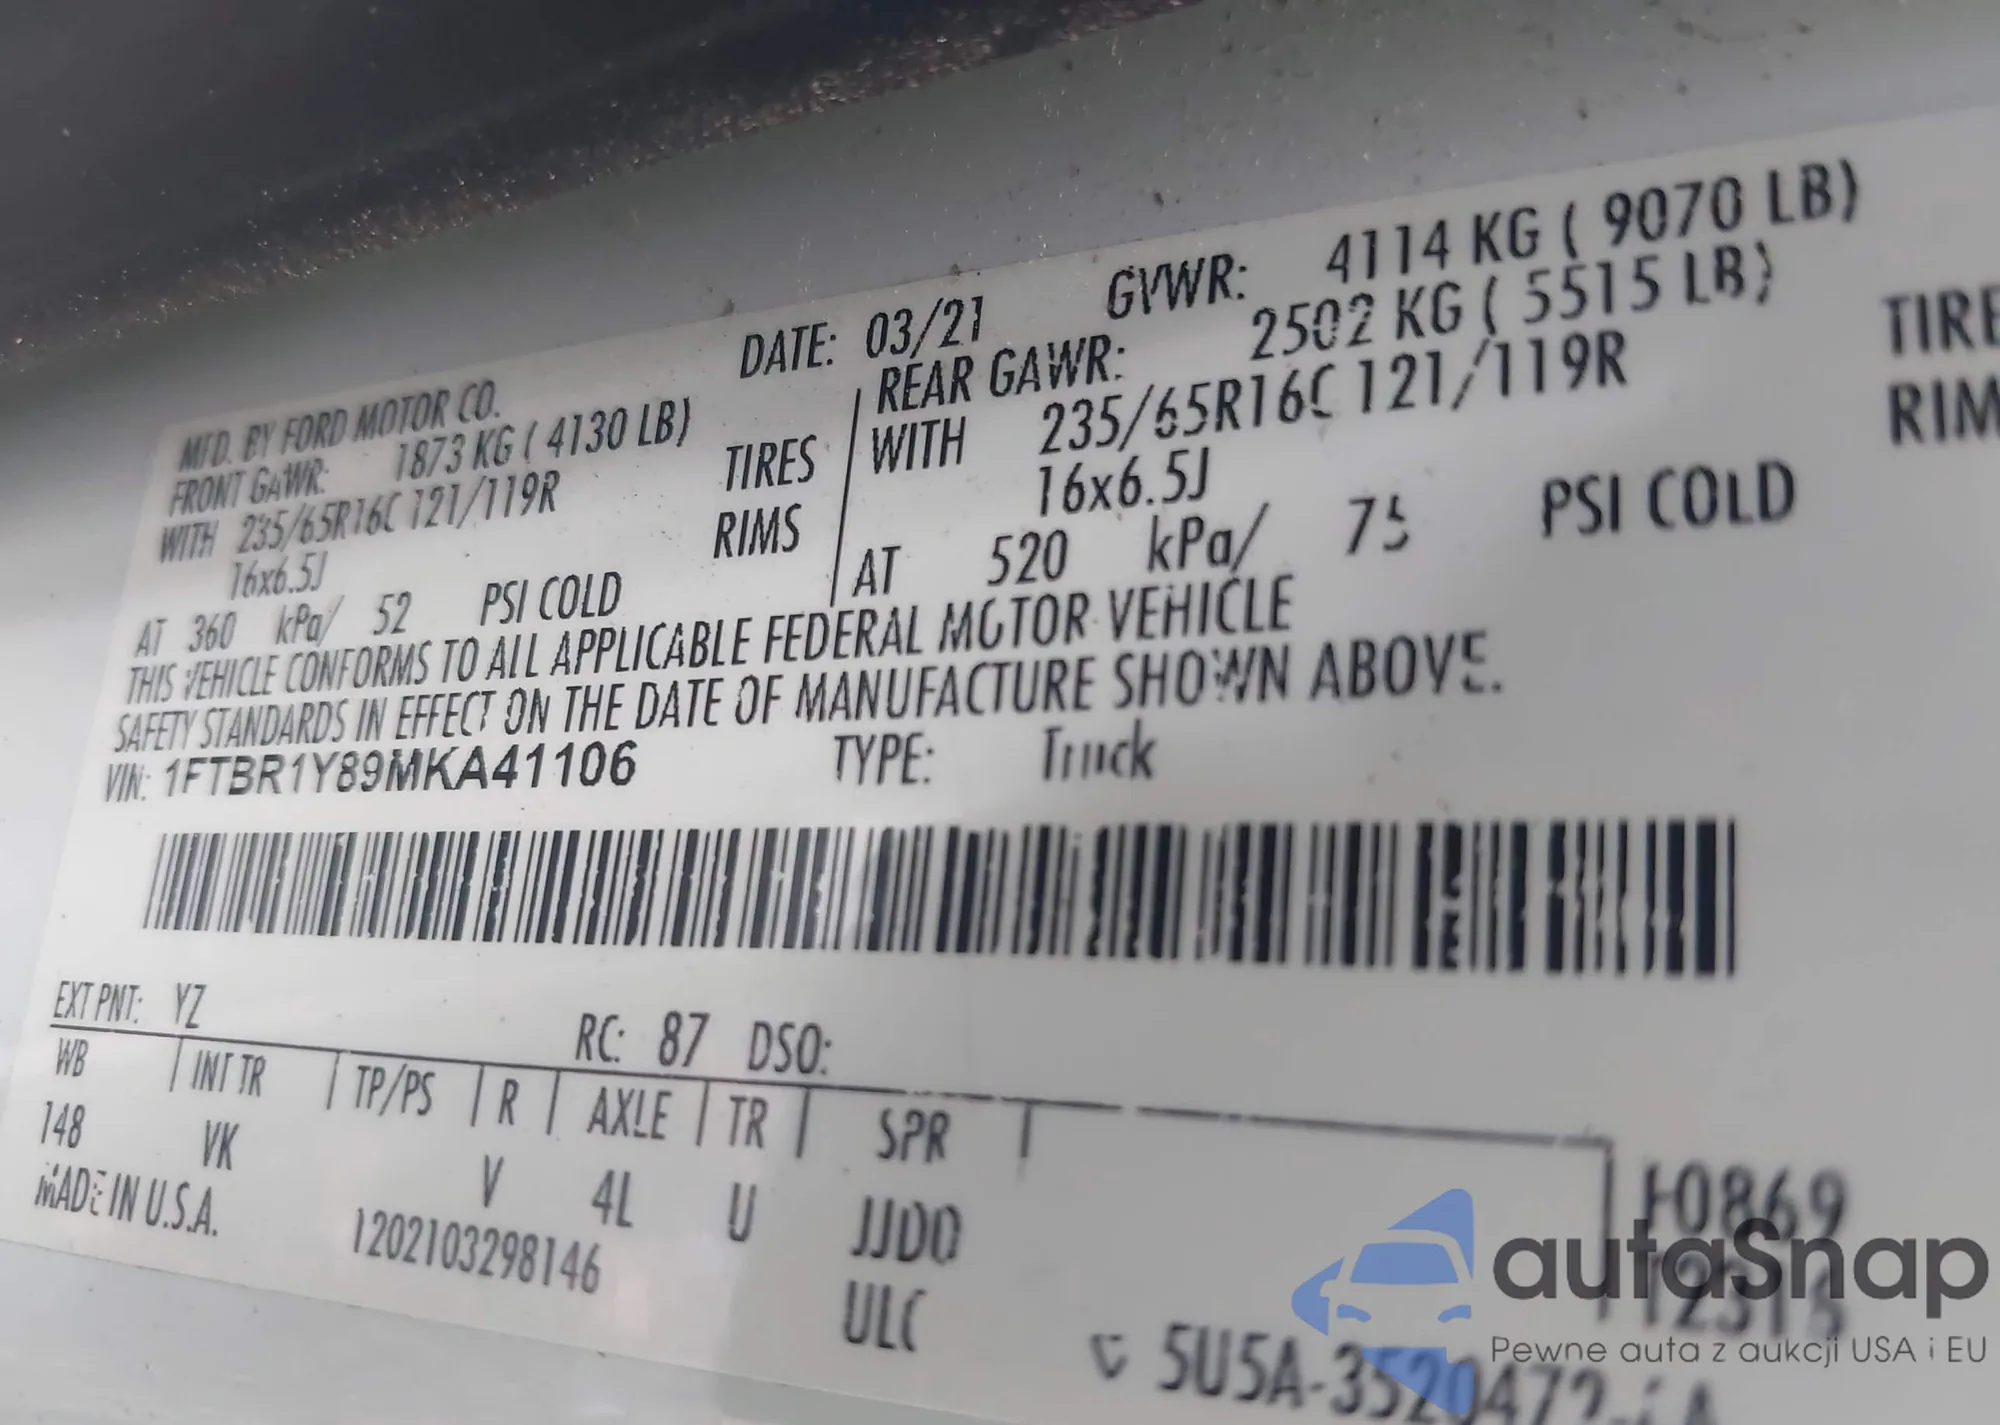 MFD. BY FORD MOTOR CO. DATE: 03/21 GVWR: 4114 KG ( 9070 LB)
FRONT GAWR: 1873 KG ( 4130 LB) REAR GAWR: 2502 KG ( 5515 LB)
WITH 235/65R16C 121/119R TIRES WITH 235/65R16C 121/119R TIRE
16x6.5J RIMS 16x6.5J RIM
AT 360 kPa/ 52 PSI COLD AT 520 kPa/ 75 PSI COLD
THIS VEHICLE CONFORMS TO ALL APPLICABLE FEDERAL MOTOR VEHICLE
SAFETY STANDARDS IN EFFECT ON THE DATE OF MANUFACTURE SHOWN ABOVE.
VIN: 1FTBR1Y89MKA41106 TYPE: Truck
EXT PNT: YZ RC: 87 DSO:
WB INT TR TP/PS R AXLE TR SPR
148 VK V 4L U JJDO
MADE IN U.S.A. 1202103298146 ULC
autaSnap
Pewne auta z aukcji USA i EU